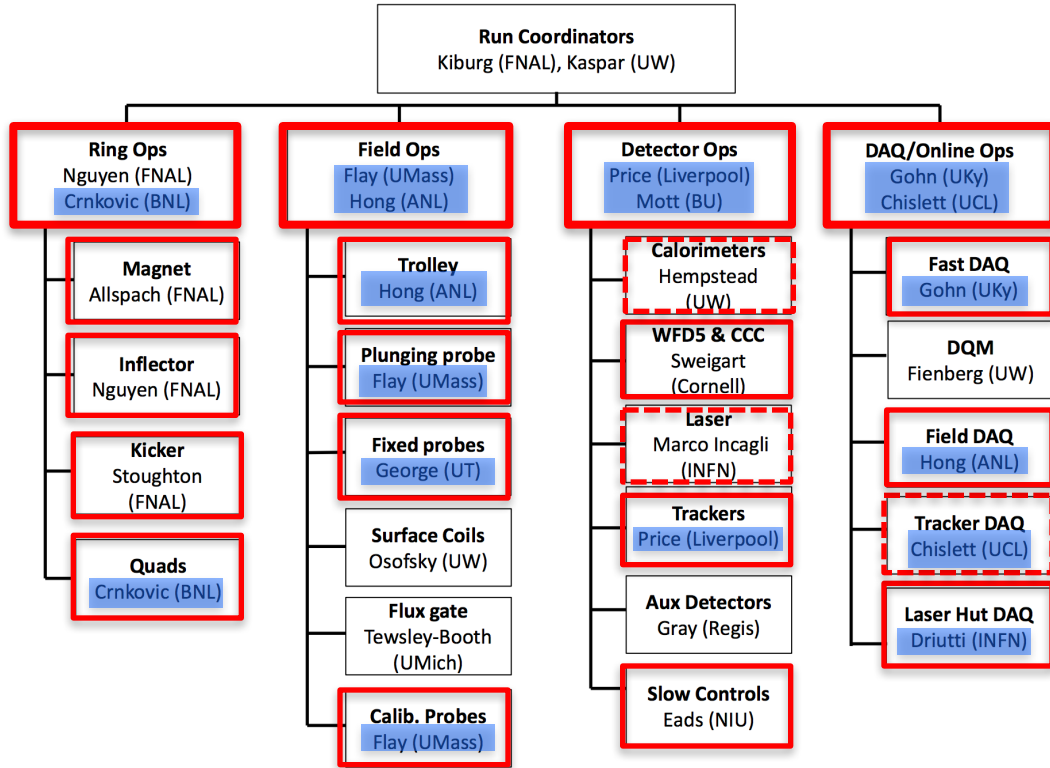 Run Coordinators
Kiburg (FNAL), Kaspar (UW)
Ring Ops
Nguyen (FNAL)
Crnkovic (BNL)
Magnet
Allspach (FNAL)
Inflector
Nguyen (FNAL)
Kicker
Stoughton
(FNAL)
Quads
Crnkovic (BNL)
Field Ops
Flay (UMass)
Hong (ANL)
Trolley
Hong (ANL)
Plunging probe
Flay (UMass)
Fixed probes
George (UT)
Surface Coils
Osofsky (UW)
Flux gate
Tewsley-Booth
(UMich)
Calib. Probes
Flay (UMass)
Detector Ops
Price (Liverpool)
Mott (BU)
Calorimeters
Hempstead
(UW)
WFD5 & CCC
Sweigart
(Cornell)
Laser
Marco Incagli
(INFN)
Trackers
Price (Liverpool)
Aux Detectors
Gray (Regis)
Slow Controls
Eads (NIU)
DAQ/Online Ops
Gohn (UKy)
Chislett (UCL)
Fast DAQ
Gohn (UKy)
DQM
Fienberg (UW)
Field DAQ
Hong (ANL)
Tracker DAQ
Chislett (UCL)
Laser Hut DAQ
Driutti (INFN)